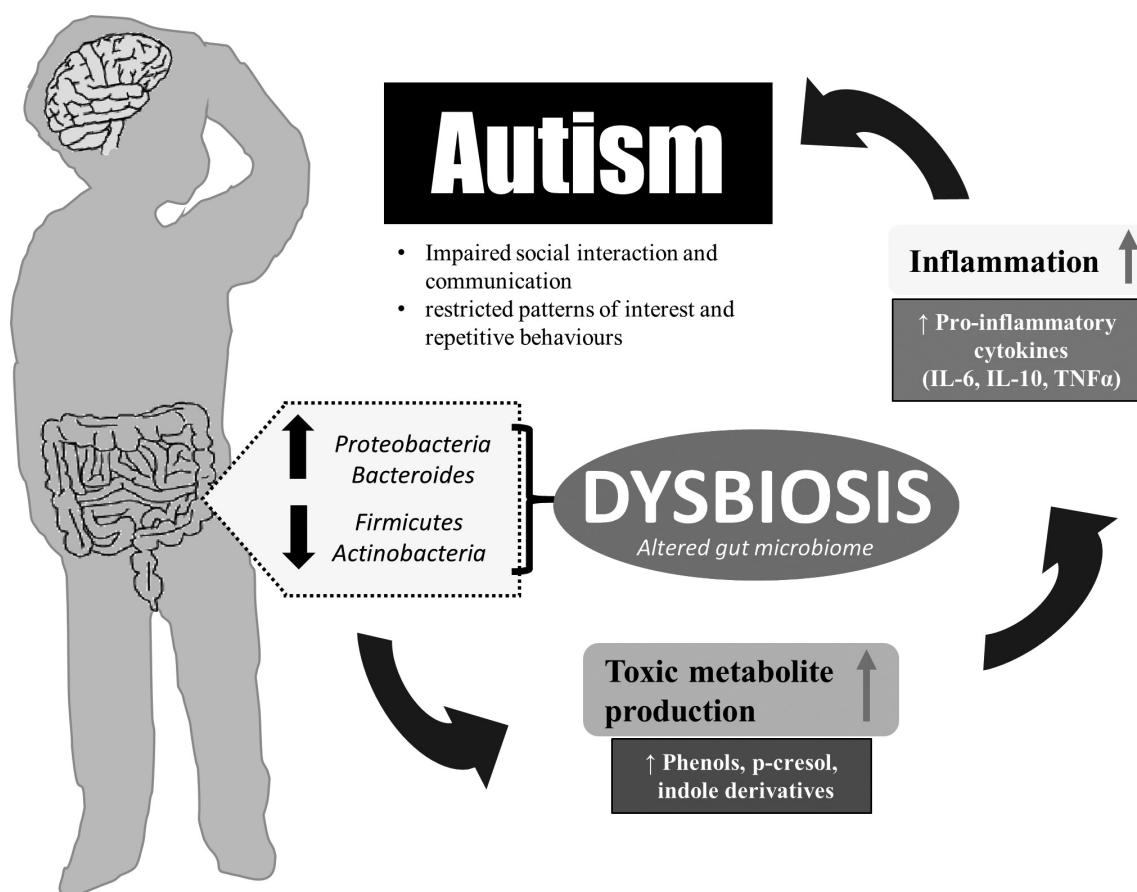 Autism
• Impaired social interaction and
communication
• restricted patterns of interest and
repetitive behaviours
Inflammation
↑ Pro-inflammatory
cytokines
(IL-6, IL-10, TNFα)
Proteobacteria
Bacteroides
Firmicutes
Actinobacteria
DYSBIOSIS
Altered gut microbiome
Toxic metabolite
production
↑ Phenols, p-cresol,
indole derivatives